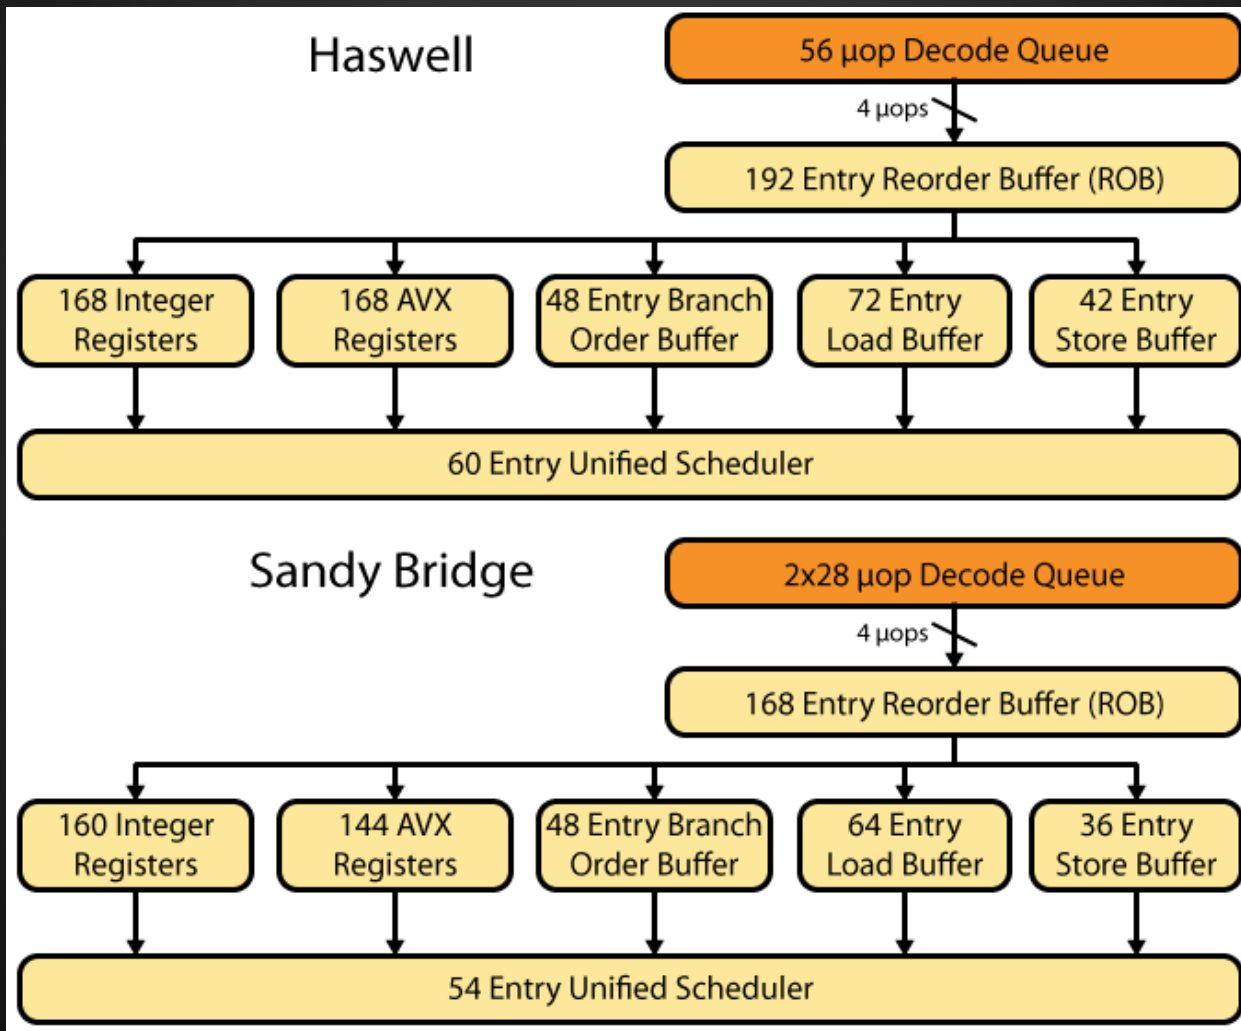 Haswell
56 μop Decode Queue
4 μops
192 Entry Reorder Buffer (ROB)
168 Integer
Registers
168 AVX
Registers
48 Entry Branch
Order Buffer
72 Entry
Load Buffer
42 Entry
Store Buffer
60 Entry Unified Scheduler
Sandy Bridge
2x28 μop Decode Queue
4 μops
168 Entry Reorder Buffer (ROB)
160 Integer
Registers
144 AVX
Registers
48 Entry Branch
Order Buffer
64 Entry
Load Buffer
36 Entry
Store Buffer
54 Entry Unified Scheduler